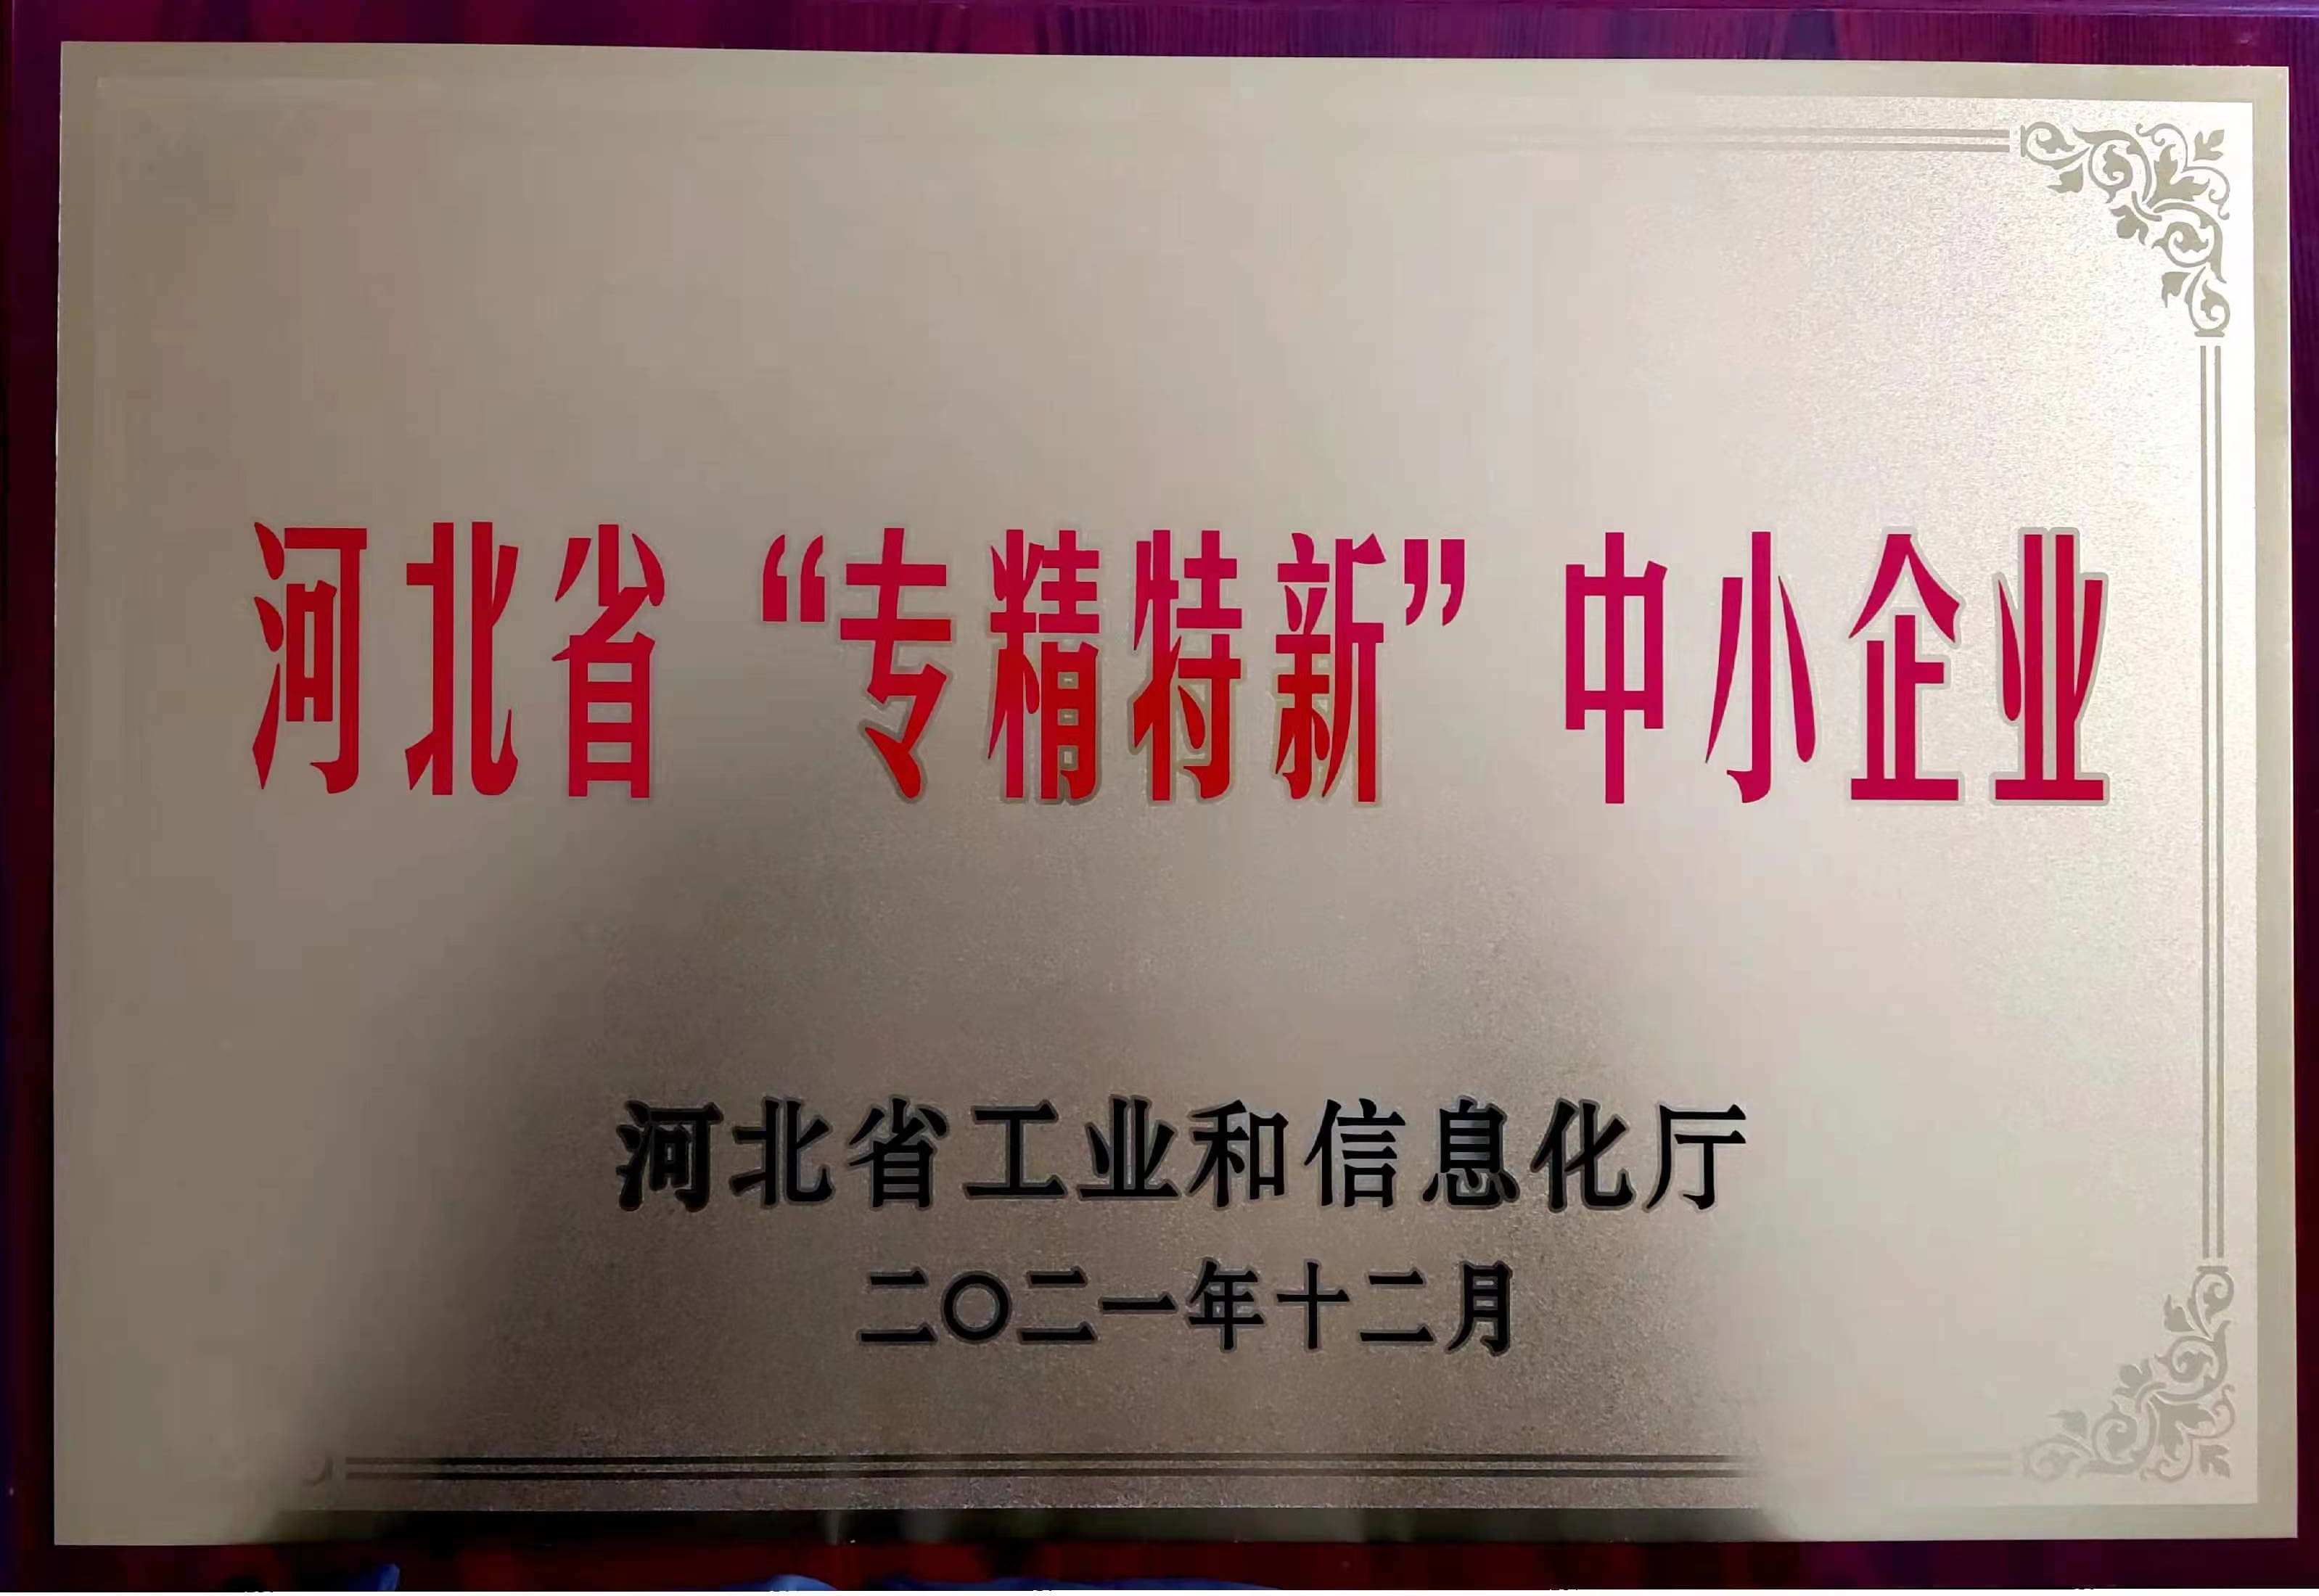 河北省“专精特新”中小企业
河北省工业和信息化厅
二〇二一年十二月